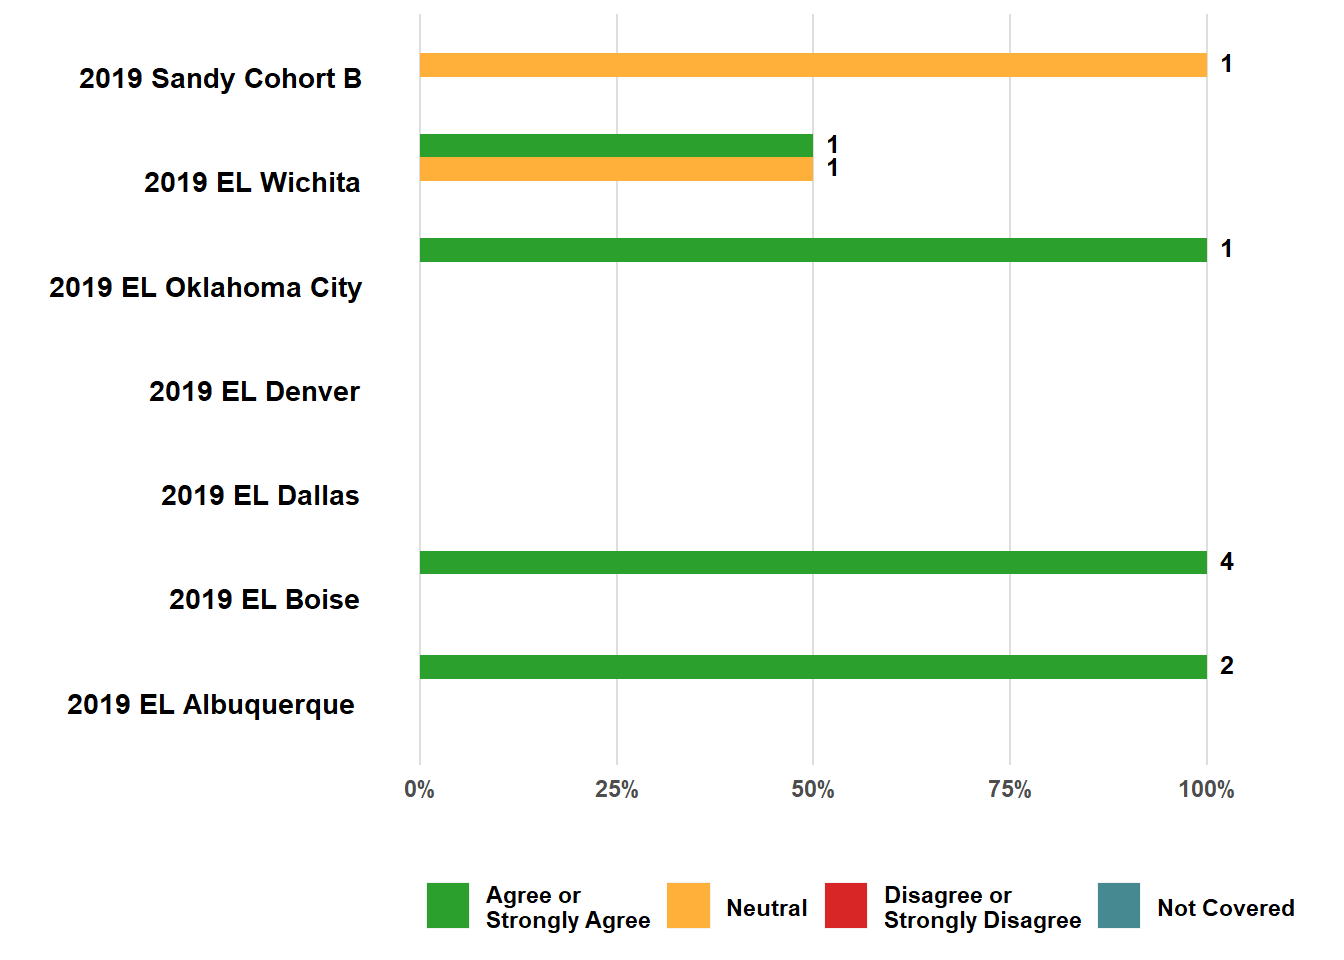 2019 Sandy Cohort B
1
2019 EL Wichita
1
1
2019 EL Oklahoma City
1
2019 EL Denver
2019 EL Dallas
2019 EL Boise
4
2019 EL Albuquerque
2
0%
25%
50%
75%
100%
Agree or
Strongly Agree
Neutral
Disagree or
Strongly Disagree
Not Covered